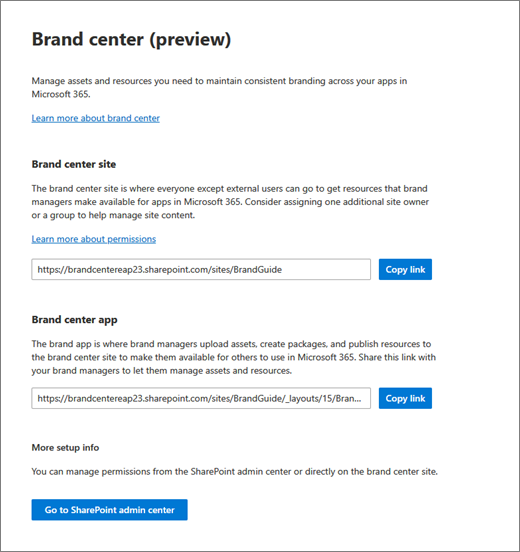 Brand center (preview)
Manage assets and resources you need to maintain consistent branding across your apps in
Microsoft 365.
Learn more about brand center
Brand center site
The brand center site is where everyone except external users can go to get resources that brand
managers make available for apps in Microsoft 365. Consider assigning one additional site owner
or a group to help manage site content.
Learn more about permissions
https://brandcentereap23.sharepoint.com/sites/BrandGuide
Copy link
Brand center app
The brand app is where brand managers upload assets, create packages, and publish resources to
the brand center site to make them available for others to use in Microsoft 365. Share this link with
your brand managers to let them manage assets and resources.
https://brandcentereap23.sharepoint.com/sites/BrandGuide/_layouts/15/Bran...
Copy link
More setup info
You can manage permissions from the SharePoint admin center or directly on the brand center site.
Go to SharePoint admin center